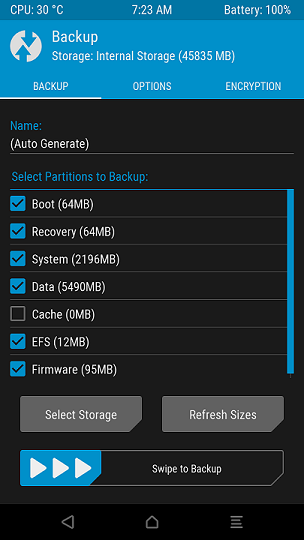 CPU: 30 °C 7:23 AM Battery: 100%
Backup
Storage: Internal Storage (45835 MB)
BACKUP OPTIONS ENCRYPTION
Name:
(Auto Generate)
Select Partitions to Backup:
Boot (64MB)
Recovery (64MB)
System (2196MB)
Data (5490MB)
Cache (0MB)
EFS (12MB)
Firmware (95MB)
Select Storage Refresh Sizes
Swipe to Backup